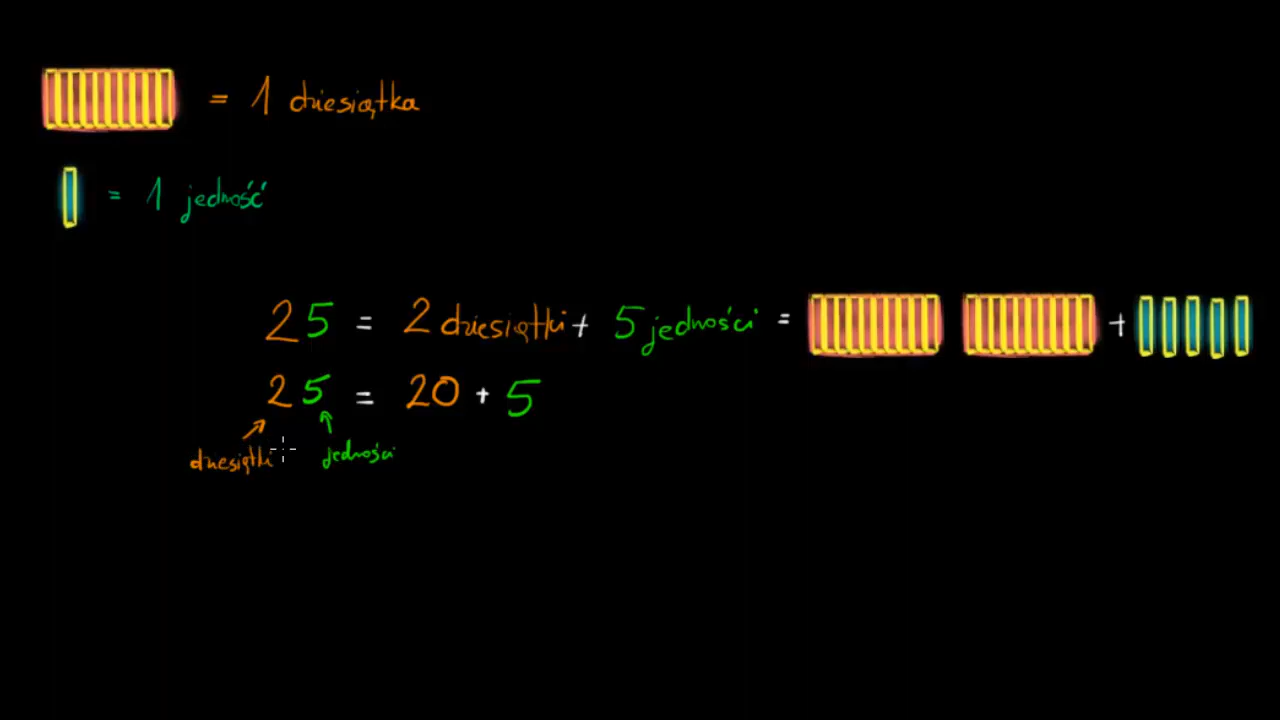 = 1 dziesiątka
= 1 jedność
25 = 2 dziesiątki + 5 jedności = +
25 = 20 + 5
dziesiątki jedności